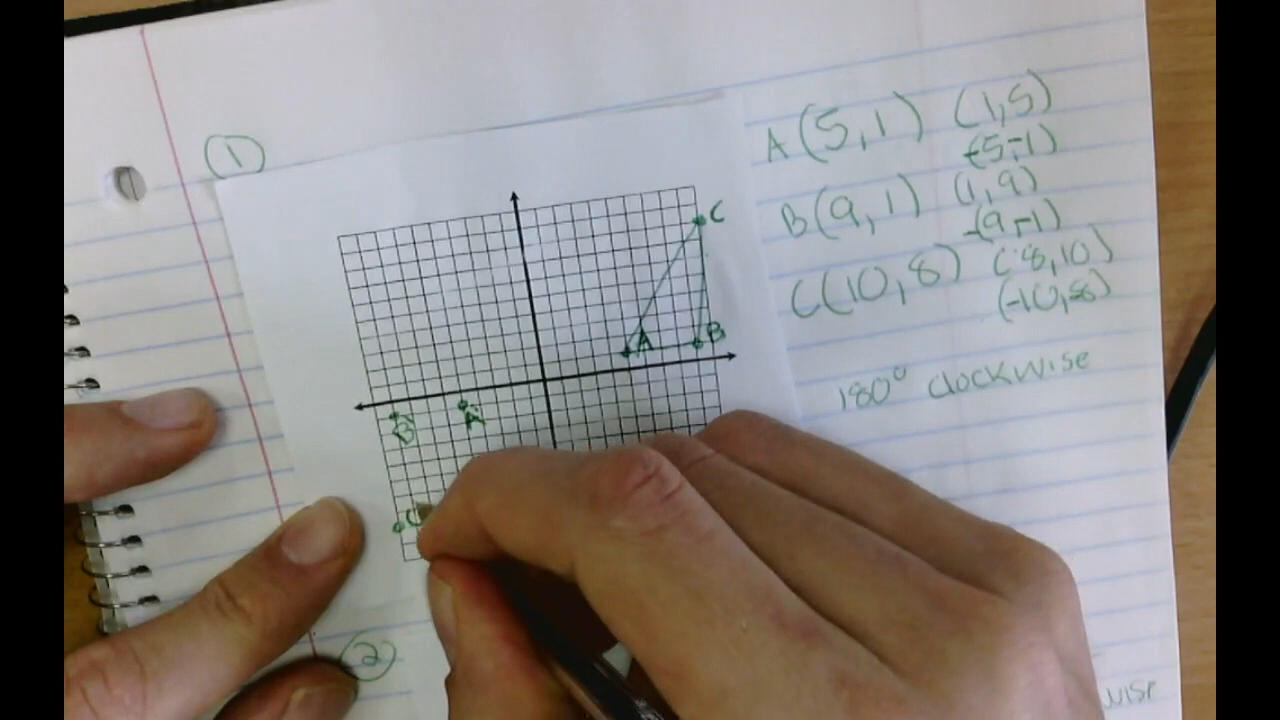 ①
A(5,1) (1,5)
(-5,-1)
B(9,1) (1,9)
(-9,-1)
C(10,8) (-8,10)
(-10,-8)
180° clockwise
C
A
B
A'
B'
②
wise